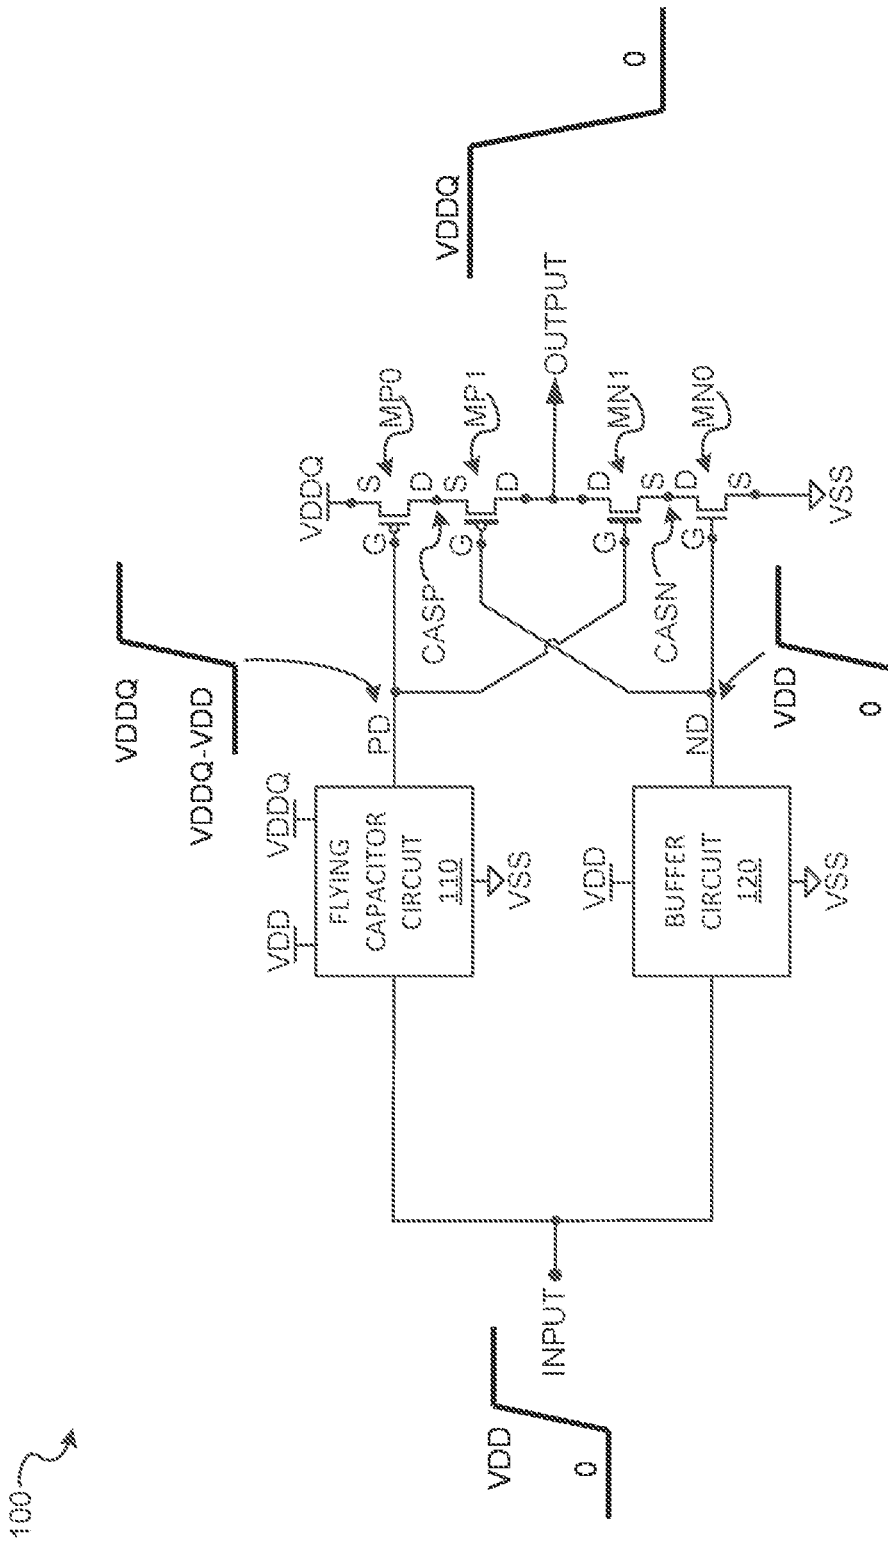 100
VDD
0
INPUT
VDD
VDDQ
FLYING
CAPACITOR
CIRCUIT
110
VSS
VDD
BUFFER
CIRCUIT
120
VSS
VDDQ
VDDQ-VDD
PD
ND
VDD
0
VDDQ
G
S
D
MP0
CASP
G
S
D
MP1
OUTPUT
G
D
S
MN1
CASN
G
D
S
MN0
VSS
VDDQ
0